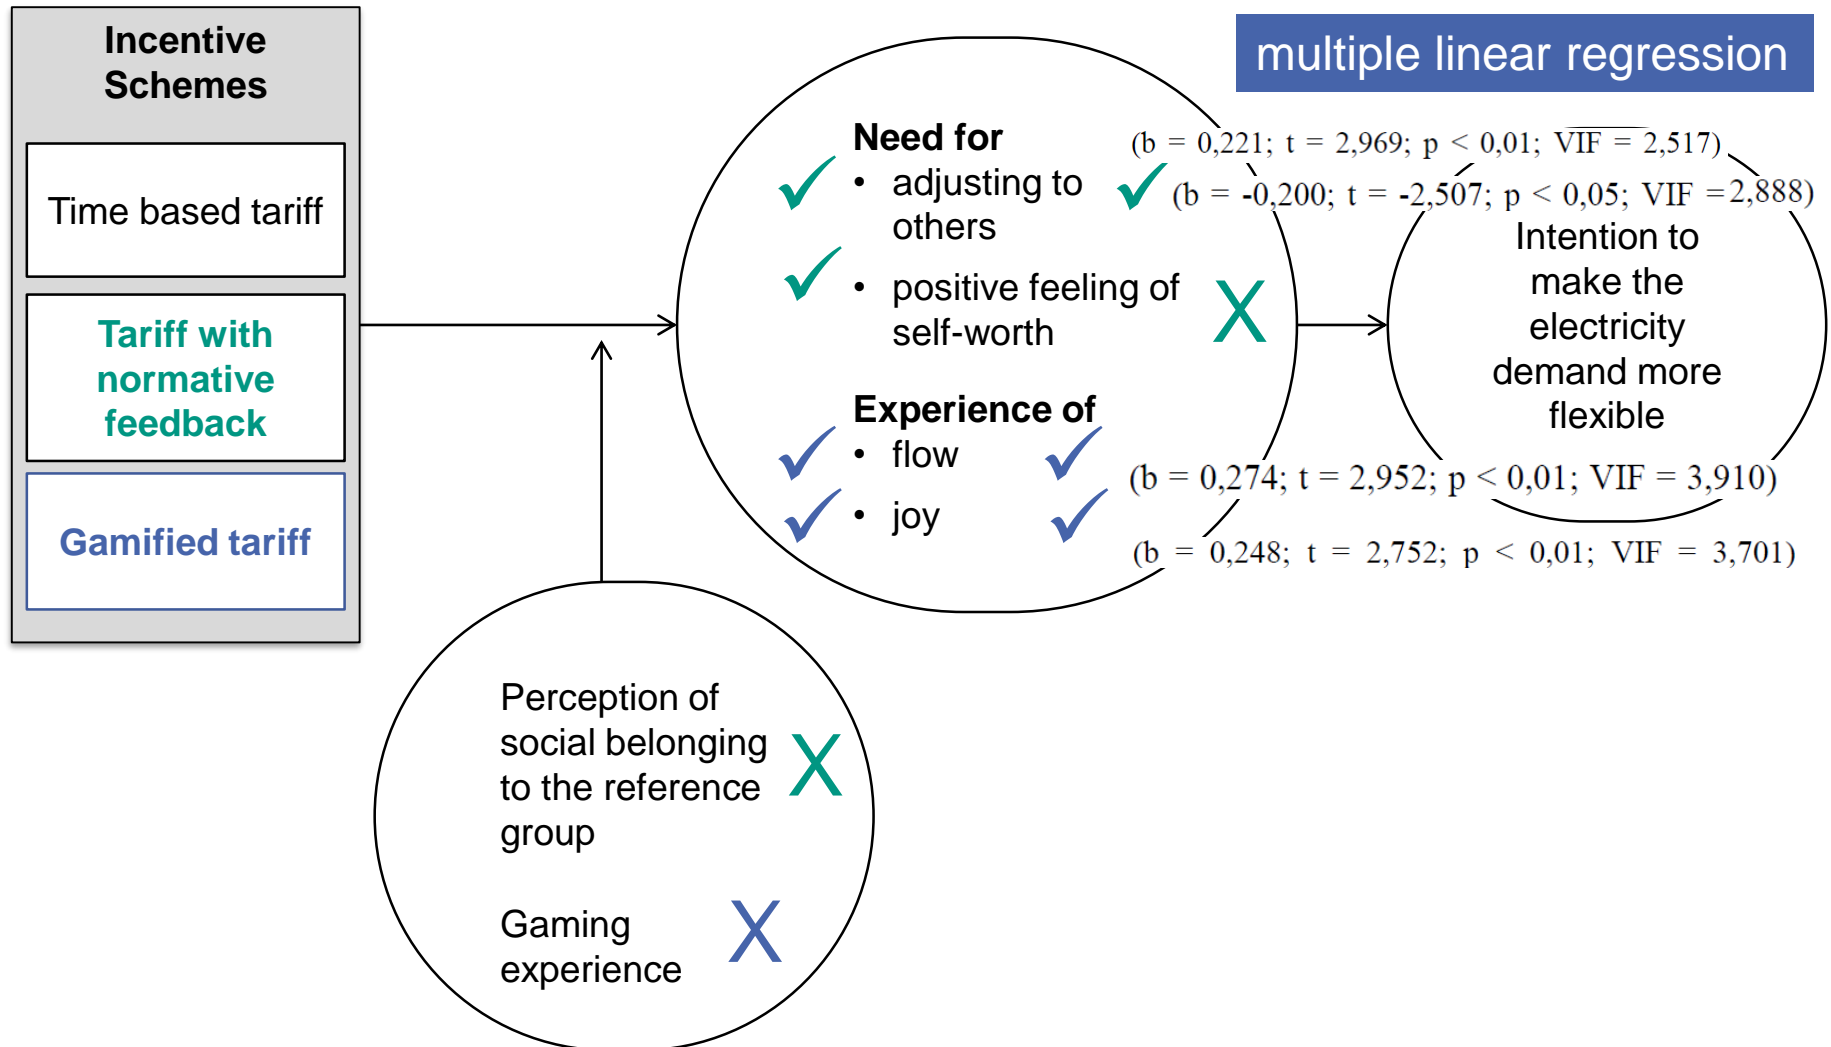 Incentive
Schemes
Time based tariff
Tariff with
normative
feedback
Gamified tariff
multiple linear regression
Need for
• adjusting to
others
• positive feeling of
self-worth
X
Experience of
• flow
• joy
(b = 0,221; t = 2,969; p < 0,01; VIF = 2,517)
(b = -0,200; t = -2,507; p < 0,05; VIF = 2,888)
Intention to
make the
electricity
demand more
flexible
(b = 0,274; t = 2,952; p < 0,01; VIF = 3,910)
(b = 0,248; t = 2,752; p < 0,01; VIF = 3,701)
Perception of
social belonging
to the reference
group
X
Gaming
experience
X